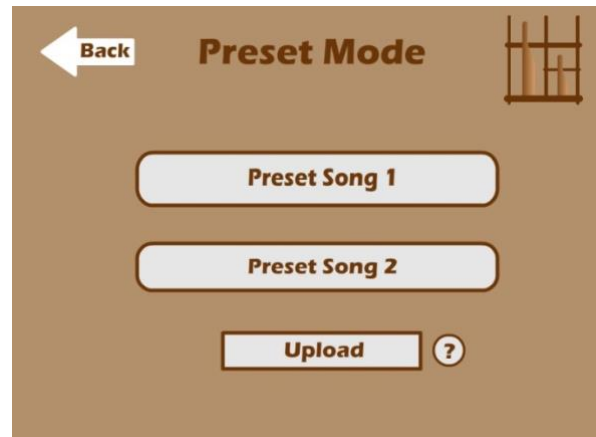 Back
Preset Mode
Preset Song 1
Preset Song 2
Upload
?